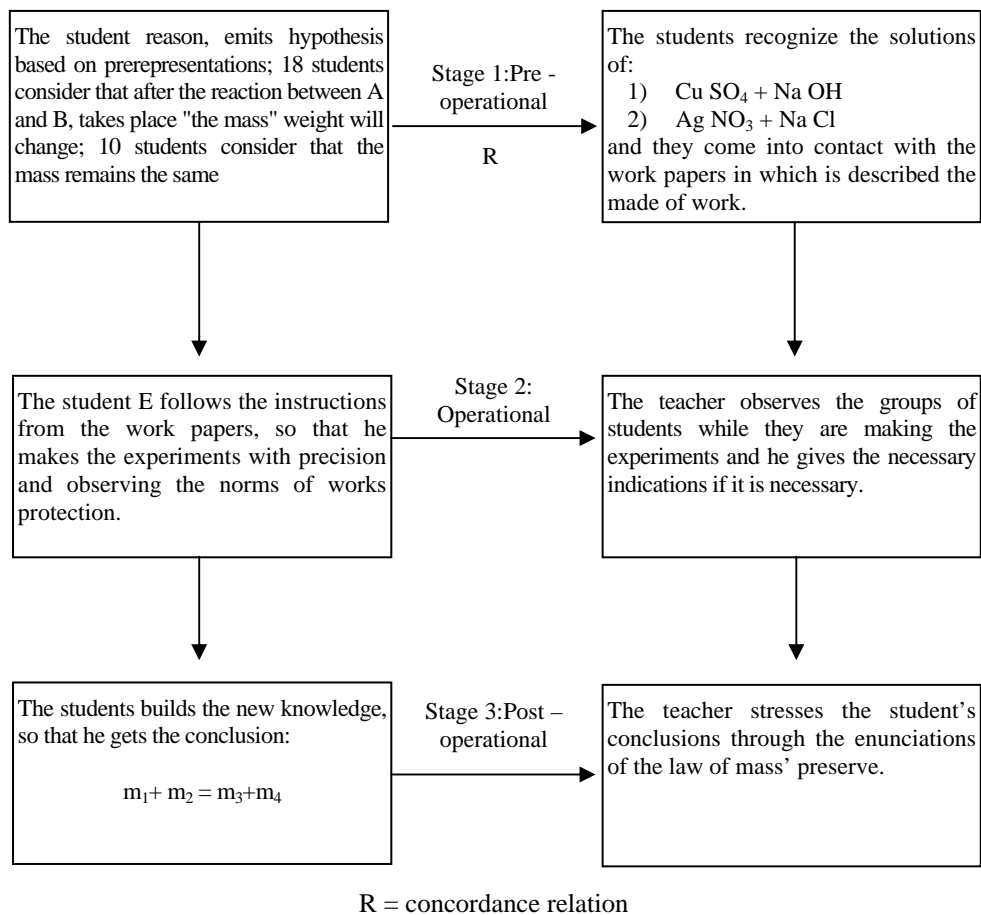 The student reason, emits hypothesis
based on prerepresentations; 18 students
consider that after the reaction between A
and B, takes place "the mass" weight will
change; 10 students consider that the
mass remains the same
Stage 1:Pre -
operational
R
The students recognize the solutions
of:
1) Cu SO₄ + Na OH
2) Ag NO₃ + Na Cl
and they come into contact with the
work papers in which is described the
made of work.
The student E follows the instructions
from the work papers, so that he
makes the experiments with precision
and observing the norms of works
protection.
Stage 2:
Operational
The teacher observes the groups of
students while they are making the
experiments and he gives the necessary
indications if it is necessary.
The students builds the new knowledge,
so that he gets the conclusion:
m₁+ m₂ = m₃+m₄
Stage 3:Post –
operational
The teacher stresses the student’s
conclusions through the enunciations
of the law of mass’ preserve.
R = concordance relation